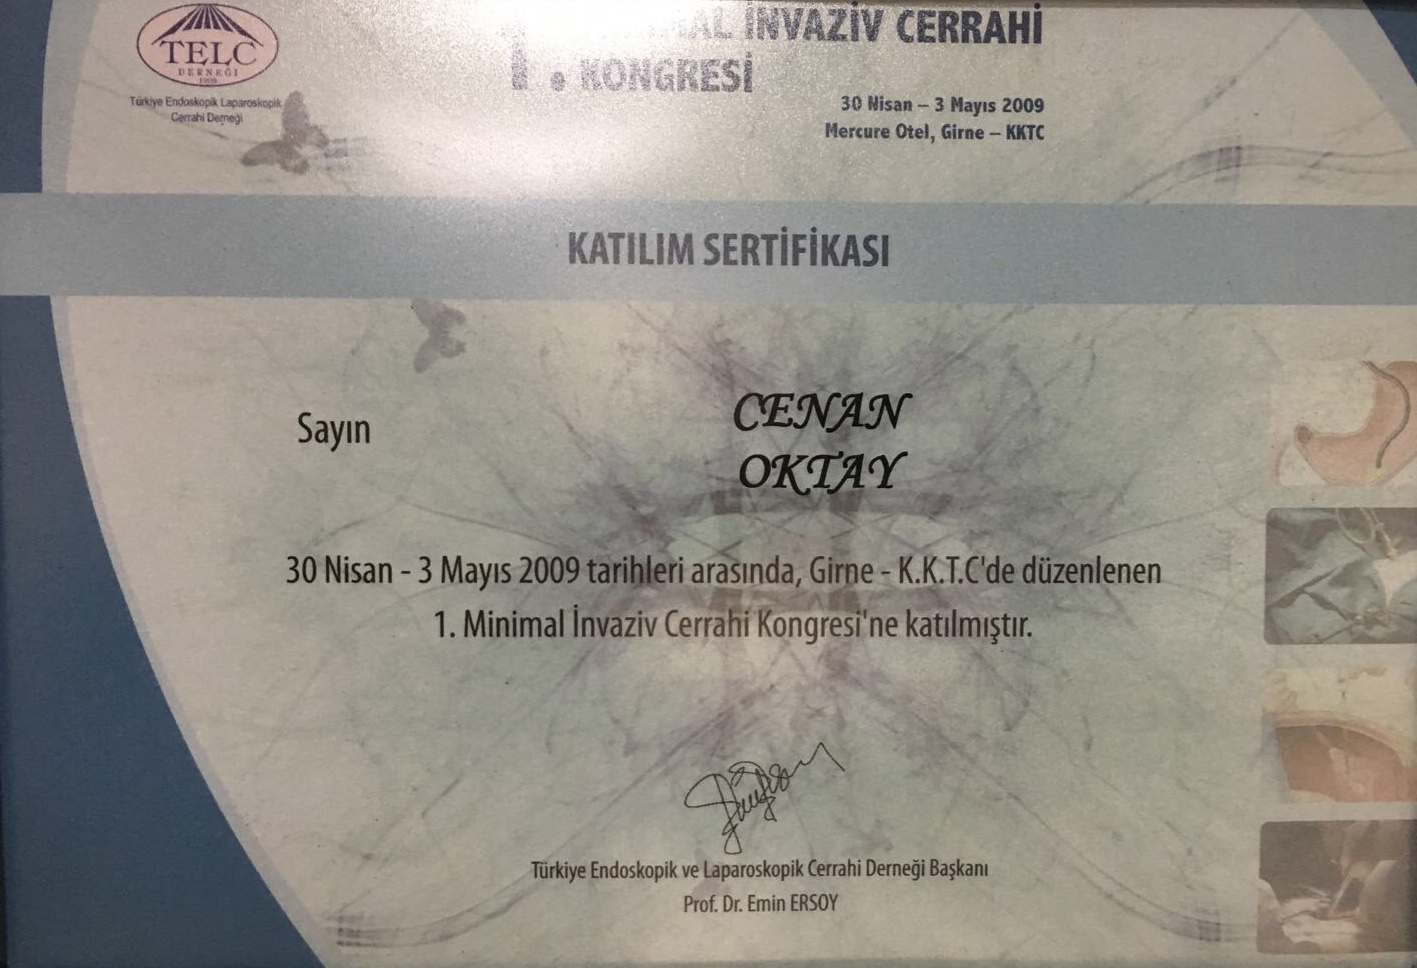 TELC
DERNEĞİ
Türkiye Endoskopik Laparoskopik
Cerrahi Derneği
1. AL İNVAZİV CERRAHİ
KONGRESİ
30 Nisan – 3 Mayıs 2009
Mercure Otel, Girne – KKTC
KATILIM SERTİFİKASI
Sayın
CENAN
OKTAY
30 Nisan - 3 Mayıs 2009 tarihleri arasında, Girne - K.K.T.C'de düzenlenen
1. Minimal İnvaziv Cerrahi Kongresi'ne katılmıştır.
Türkiye Endoskopik ve Laparoskopik Cerrahi Derneği Başkanı
Prof. Dr. Emin ERSOY